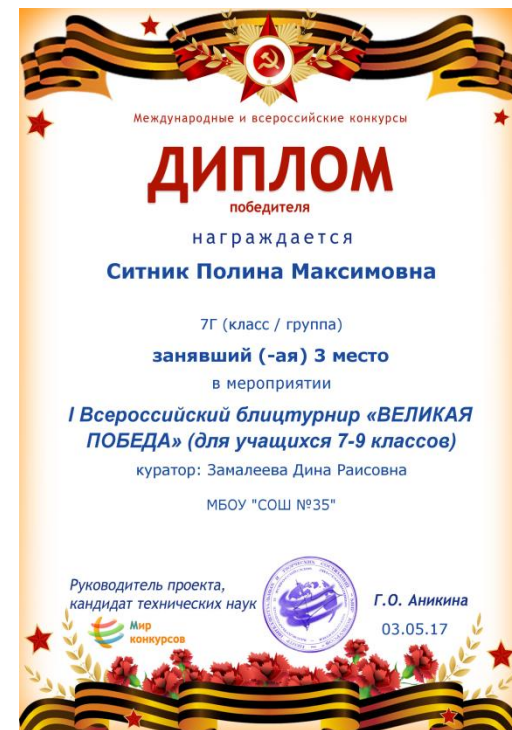 Международные и всероссийские конкурсы
ДИПЛОМ
победителя
награждается
Ситник Полина Максимовна
7Г (класс / группа)
занявший (-ая) 3 место
в мероприятии
I Всероссийский блицтурнир «ВЕЛИКАЯ
ПОБЕДА» (для учащихся 7-9 классов)
куратор: Замалеева Дина Раисовна
МБОУ "СОШ №35"
Руководитель проекта,
кандидат технических наук
Г.О. Аникина
Мир
конкурсов
03.05.17